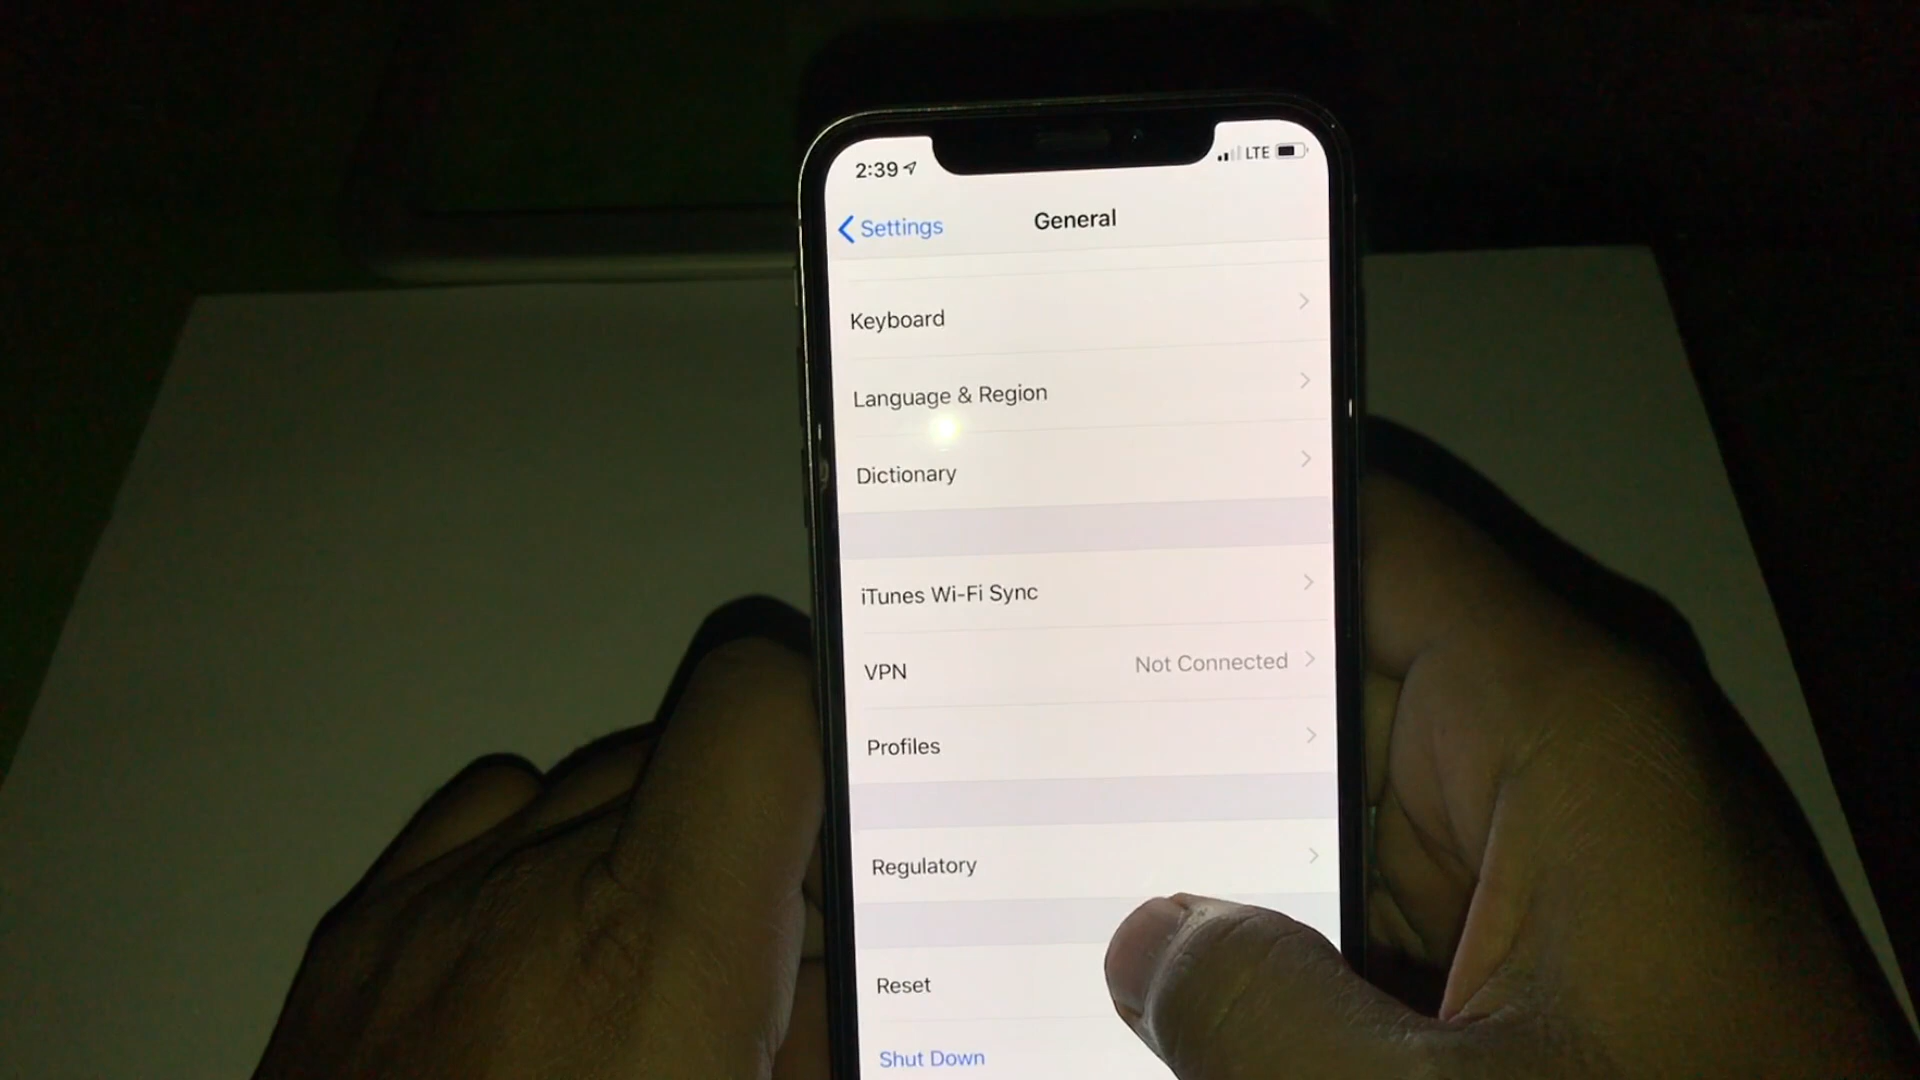 2:39
LTE
Settings
General
Keyboard
Language & Region
Dictionary
iTunes Wi-Fi Sync
VPN Not Connected
Profiles
Regulatory
Reset
Shut Down